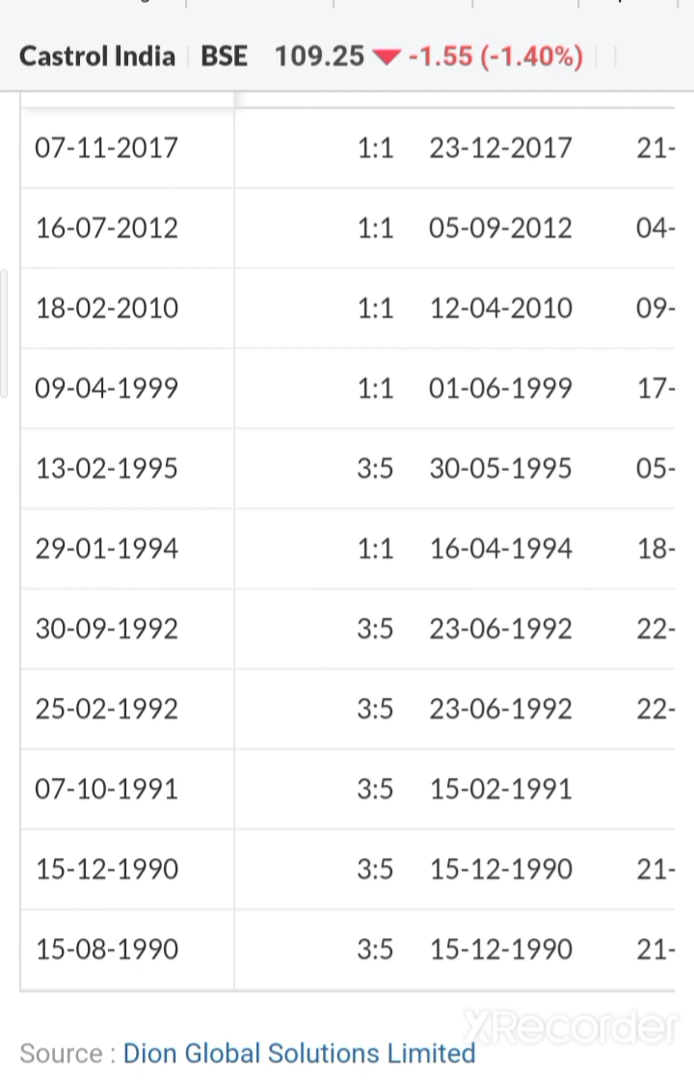 Castrol India BSE 109.25 ▼ -1.55 (-1.40%)
07-11-2017 1:1 23-12-2017 21-
16-07-2012 1:1 05-09-2012 04-
18-02-2010 1:1 12-04-2010 09-
09-04-1999 1:1 01-06-1999 17-
13-02-1995 3:5 30-05-1995 05-
29-01-1994 1:1 16-04-1994 18-
30-09-1992 3:5 23-06-1992 22-
25-02-1992 3:5 23-06-1992 22-
07-10-1991 3:5 15-02-1991
15-12-1990 3:5 15-12-1990 21-
15-08-1990 3:5 15-12-1990 21-
XRecorder
Source : Dion Global Solutions Limited